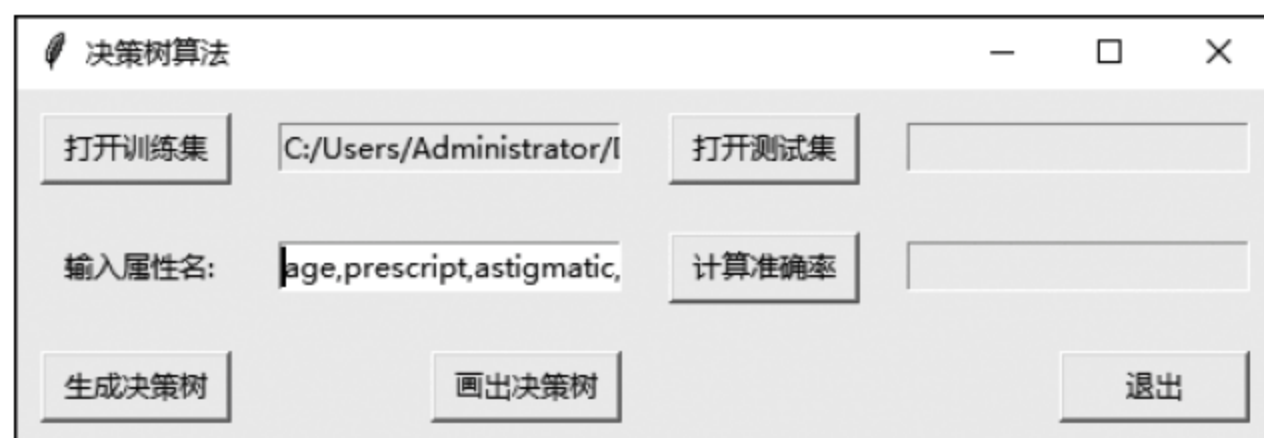 决策树算法
打开训练集 C:/Users/Administrator/ 打开测试集
输入属性名: age,prescript,astigmatic, 计算准确率
生成决策树 画出决策树 退出